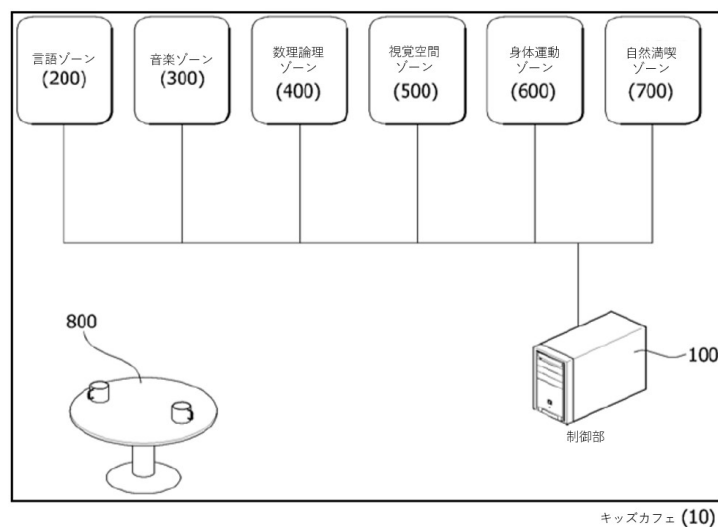 言語ゾーン
(200)
音楽ゾーン
(300)
数理論理
ゾーン
(400)
視覚空間
ゾーン
(500)
身体運動
ゾーン
(600)
自然満喫
ゾーン
(700)
800
100
制御部
キッズカフェ (10)